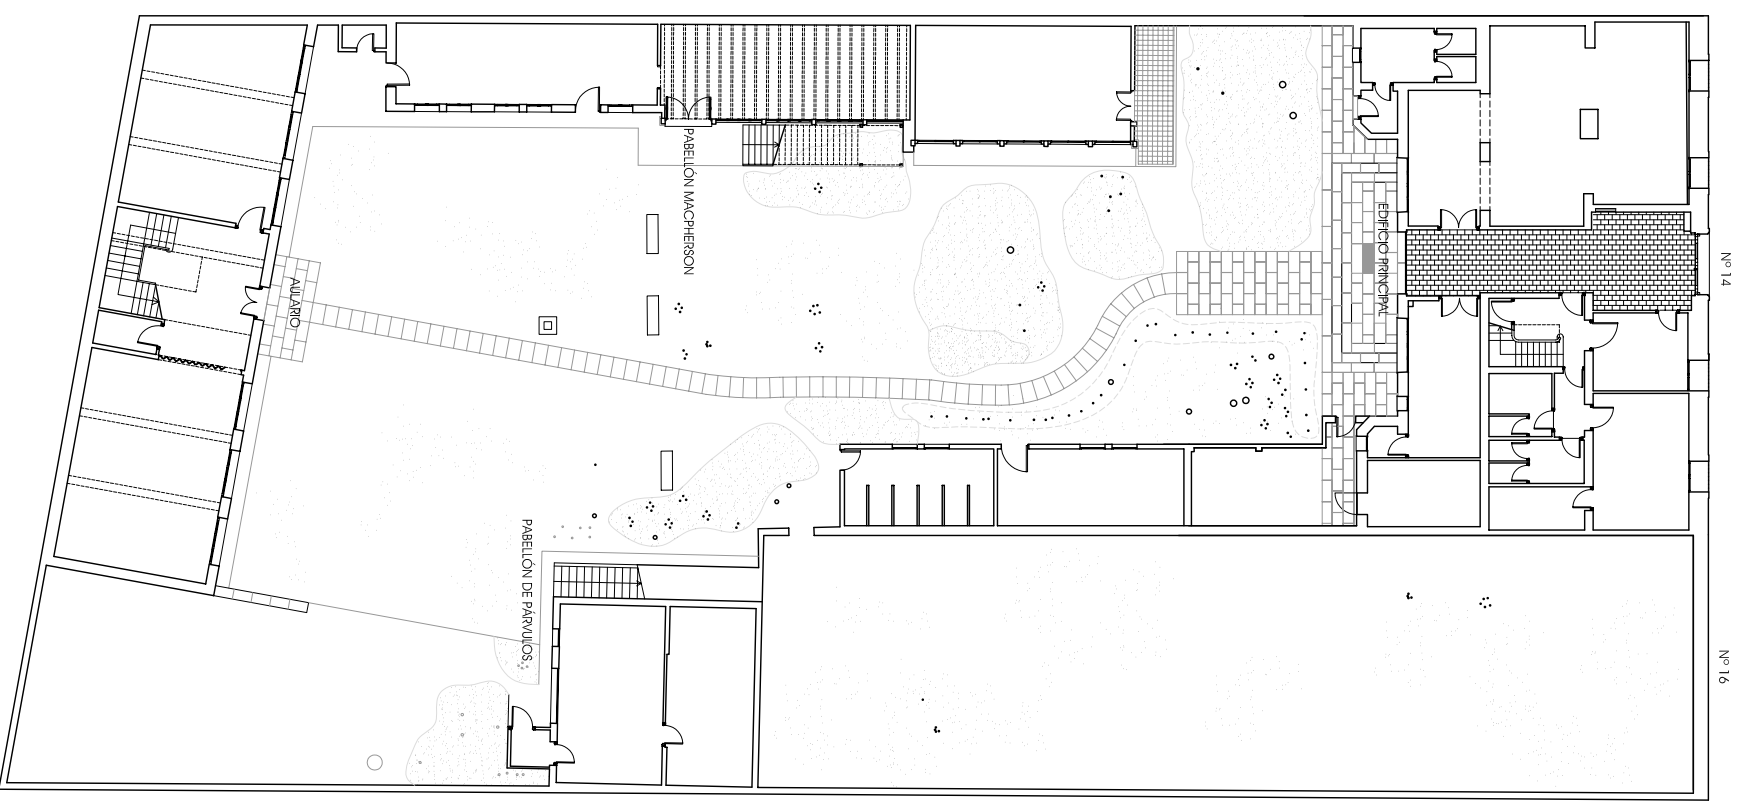 PABELLÓN MACPHERSON
EDIFICIO PRINCIPAL
Nº 14
AULARIO
PABELLÓN DE PÁRVULOS
Nº 16